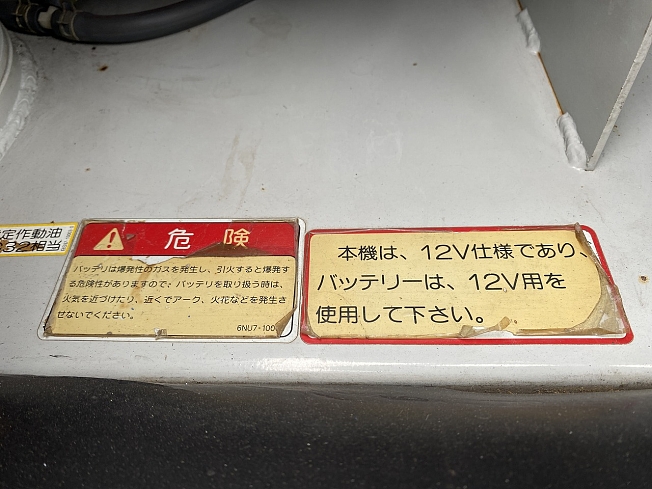 定作動油
32相当
危険
バッテリは爆発性のガスを発生し、引火すると爆発す
る危険性がありますので、バッテリを取り扱う時は、
火気を近づけたり、近くでアーク、火花などを発生さ
せないでください。
6NU7-100
本機は、12V仕様であり、
バッテリーは、12V用を
使用して下さい。